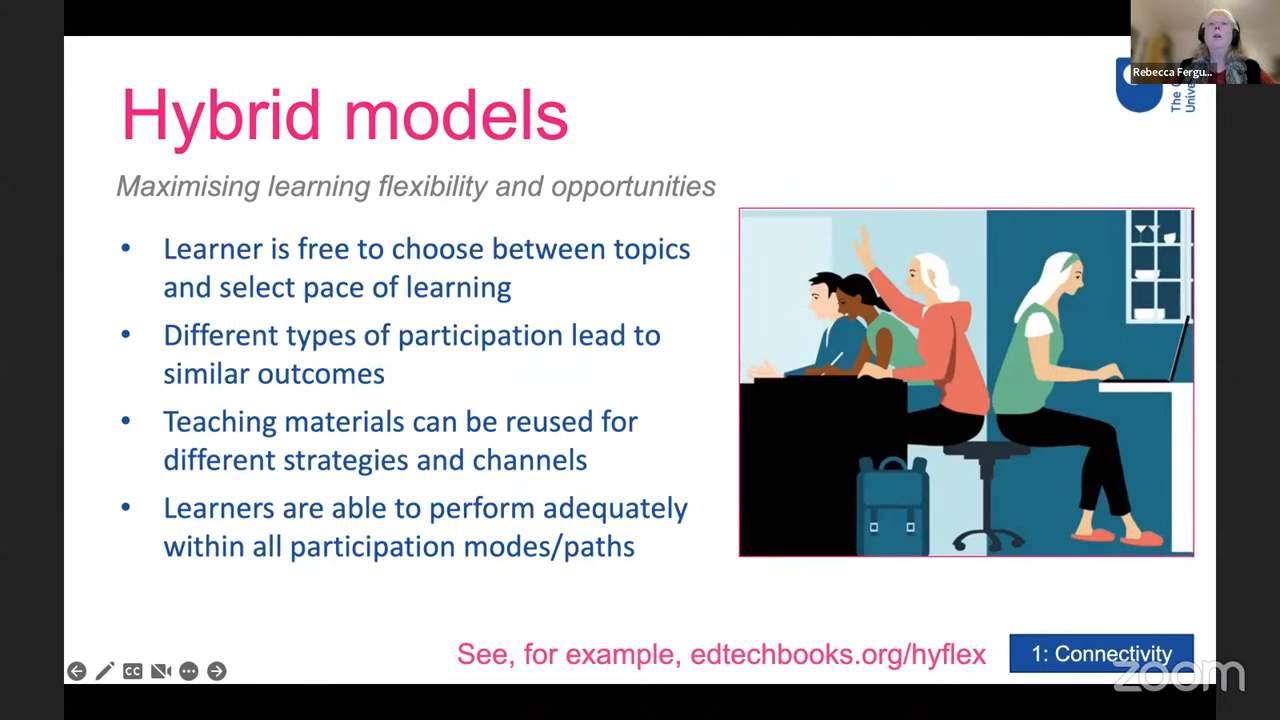 Rebecca Fergu...
The
Unive
Hybrid models
Maximising learning flexibility and opportunities
• Learner is free to choose between topics
and select pace of learning
• Different types of participation lead to
similar outcomes
• Teaching materials can be reused for
different strategies and channels
• Learners are able to perform adequately
within all participation modes/paths
See, for example, edtechbooks.org/hyflex
1: Connectivity
zoom
CC